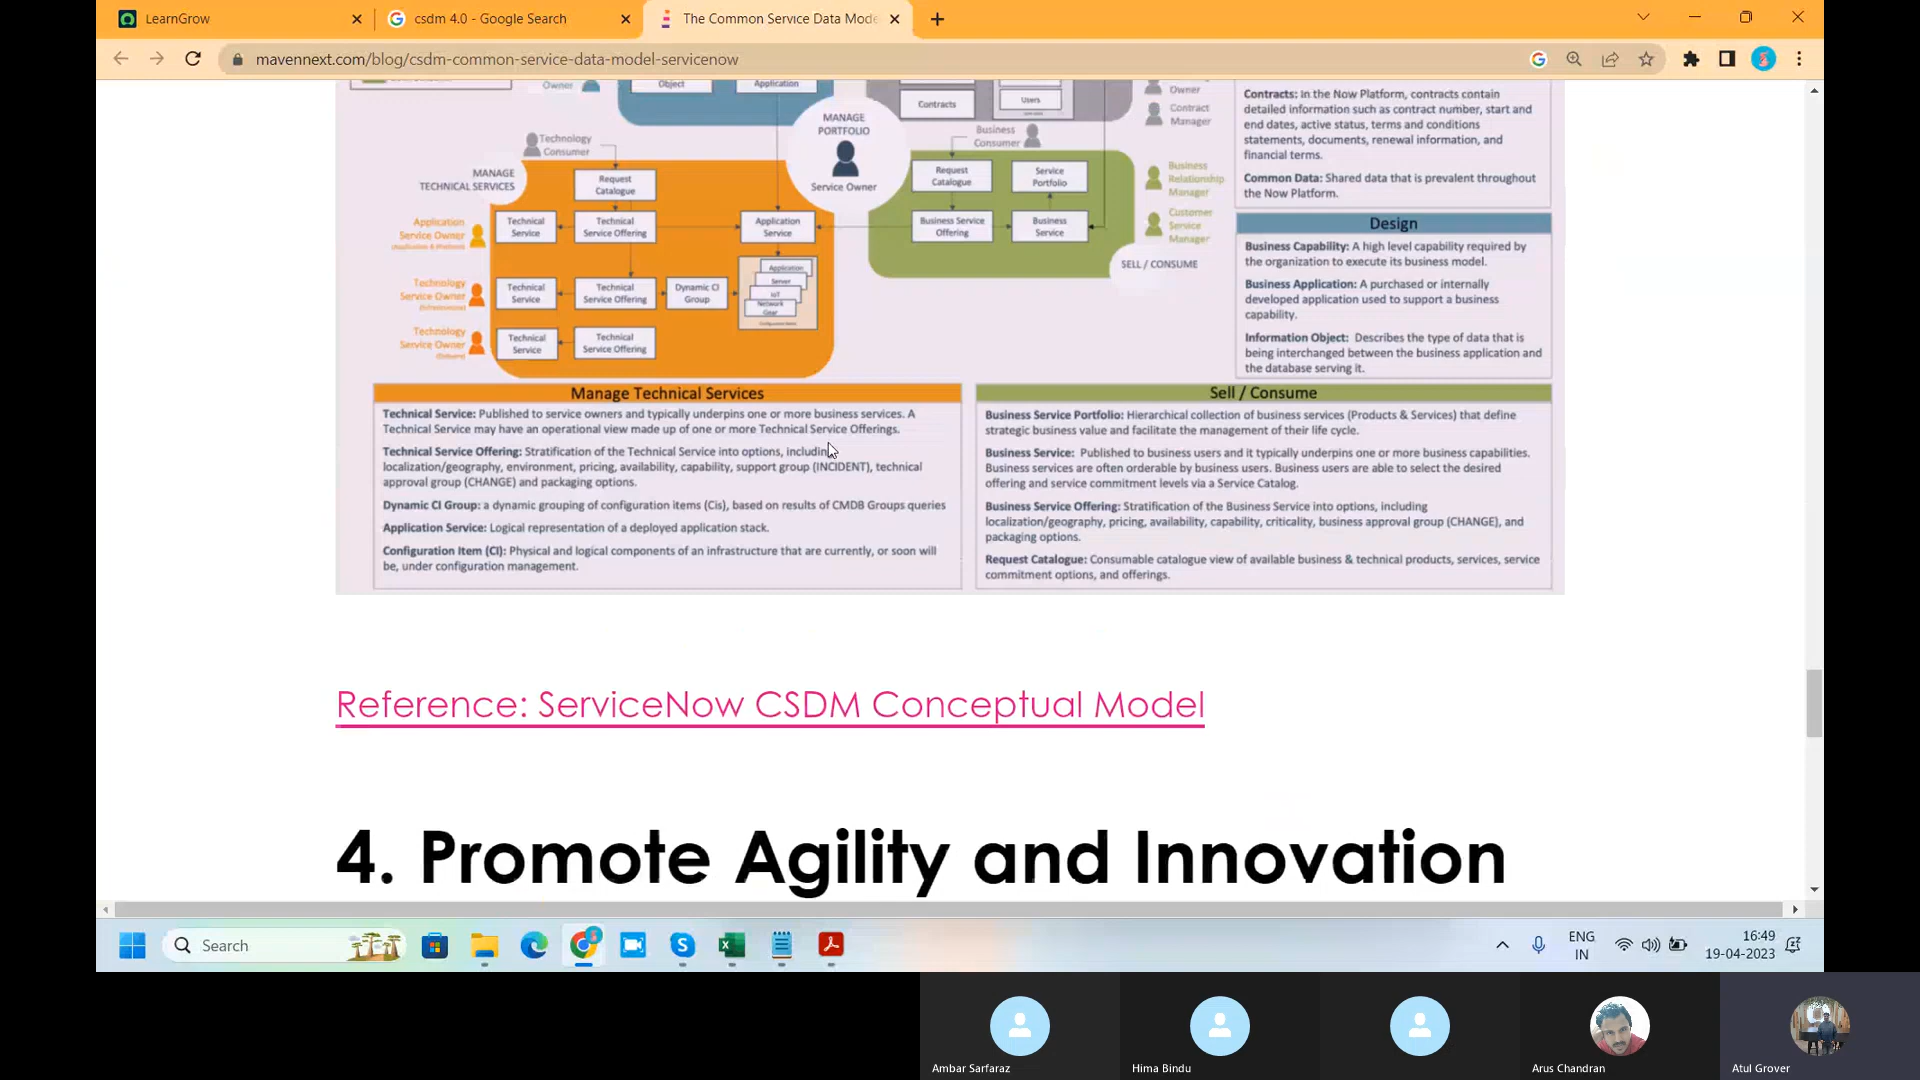 LearnGrow
csdm 4.0 - Google Search
The Common Service Data Mode
mavennext.com/blog/csdm-common-service-data-model-servicenow
Owner
Object
Application
Contracts
Users
Owner
Contract
Manager
MANAGE
PORTFOLIO
Service Owner
Technology
Consumer
Business
Consumer
MANAGE
TECHNICAL SERVICES
Request
Catalogue
Request
Catalogue
Service
Portfolio
Business
Relationship
Manager
Application
Service Owner
Technical
Service
Technical
Service Offering
Application
Service
Business Service
Offering
Business
Service
Customer
Service
Manager
SELL / CONSUME
Technology
Service Owner
Technical
Service
Technical
Service Offering
Dynamic CI
Group
Application
Server
IoT
Network
Gear
Technology
Service Owner
Technical
Service
Technical
Service Offering
Contracts: In the Now Platform, contracts contain
detailed information such as contract number, start and
end dates, active status, terms and conditions
statements, documents, renewal information, and
financial terms.
Common Data: Shared data that is prevalent throughout
the Now Platform.
Design
Business Capability: A high level capability required by
the organization to execute its business model.
Business Application: A purchased or internally
developed application used to support a business
capability.
Information Object: Describes the type of data that is
being interchanged between the business application and
the database serving it.
Manage Technical Services
Technical Service: Published to service owners and typically underpins one or more business services. A
Technical Service may have an operational view made up of one or more Technical Service Offerings.
Technical Service Offering: Stratification of the Technical Service into options, including
localization/geography, environment, pricing, availability, capability, support group (INCIDENT), technical
approval group (CHANGE) and packaging options.
Dynamic CI Group: a dynamic grouping of configuration items (Cis), based on results of CMDB Groups queries
Application Service: Logical representation of a deployed application stack.
Configuration Item (CI): Physical and logical components of an infrastructure that are currently, or soon will
be, under configuration management.
Sell / Consume
Business Service Portfolio: Hierarchical collection of business services (Products & Services) that define
strategic business value and facilitate the management of their life cycle.
Business Service: Published to business users and it typically underpins one or more business capabilities.
Business services are often orderable by business users. Business users are able to select the desired
offering and service commitment levels via a Service Catalog.
Business Service Offering: Stratification of the Business Service into options, including
localization/geography, pricing, availability, capability, criticality, business approval group (CHANGE), and
packaging options.
Request Catalogue: Consumable catalogue view of available business & technical products, services, service
commitment options, and offerings.
Reference: ServiceNow CSDM Conceptual Model
4. Promote Agility and Innovation
Search
ENG
IN
16:49
19-04-2023
Ambar Sarfaraz
Hima Bindu
Arus Chandran
Atul Grover